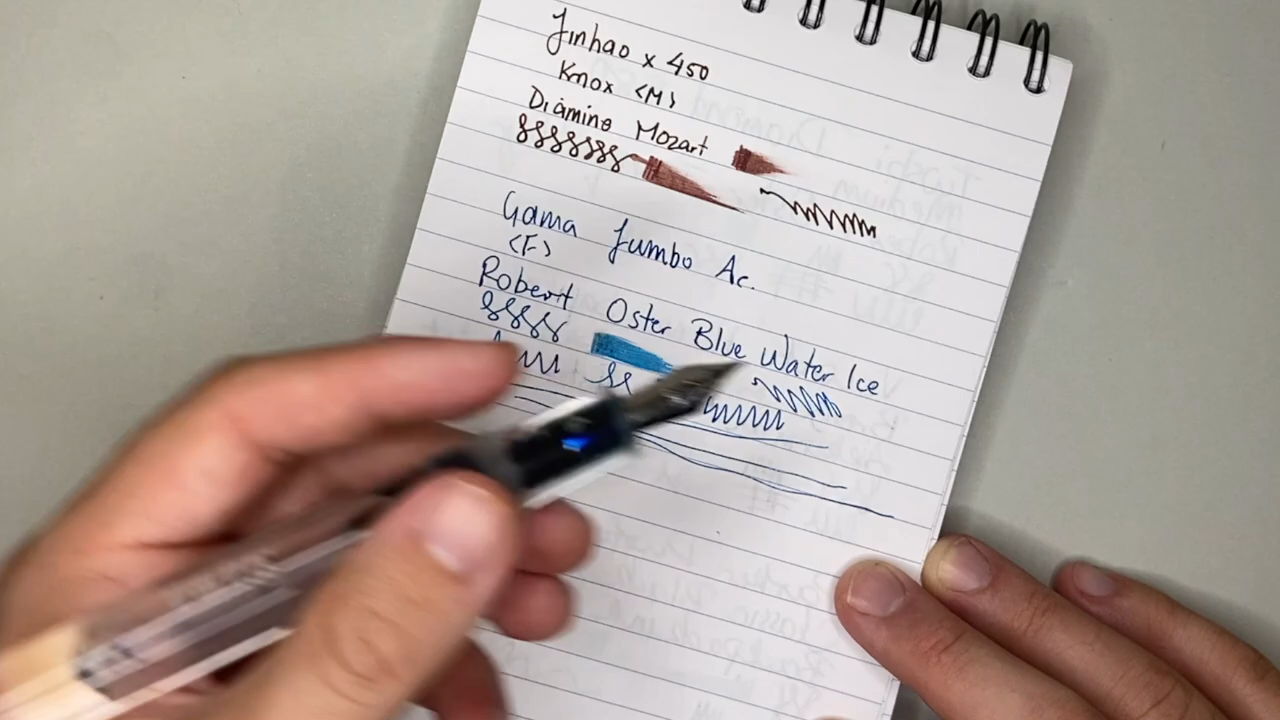 Jinhao x 450
Knox <M>
Diamine Mozart
Gama Jumbo Ac.
<F>
Robert Oster Blue Water Ice